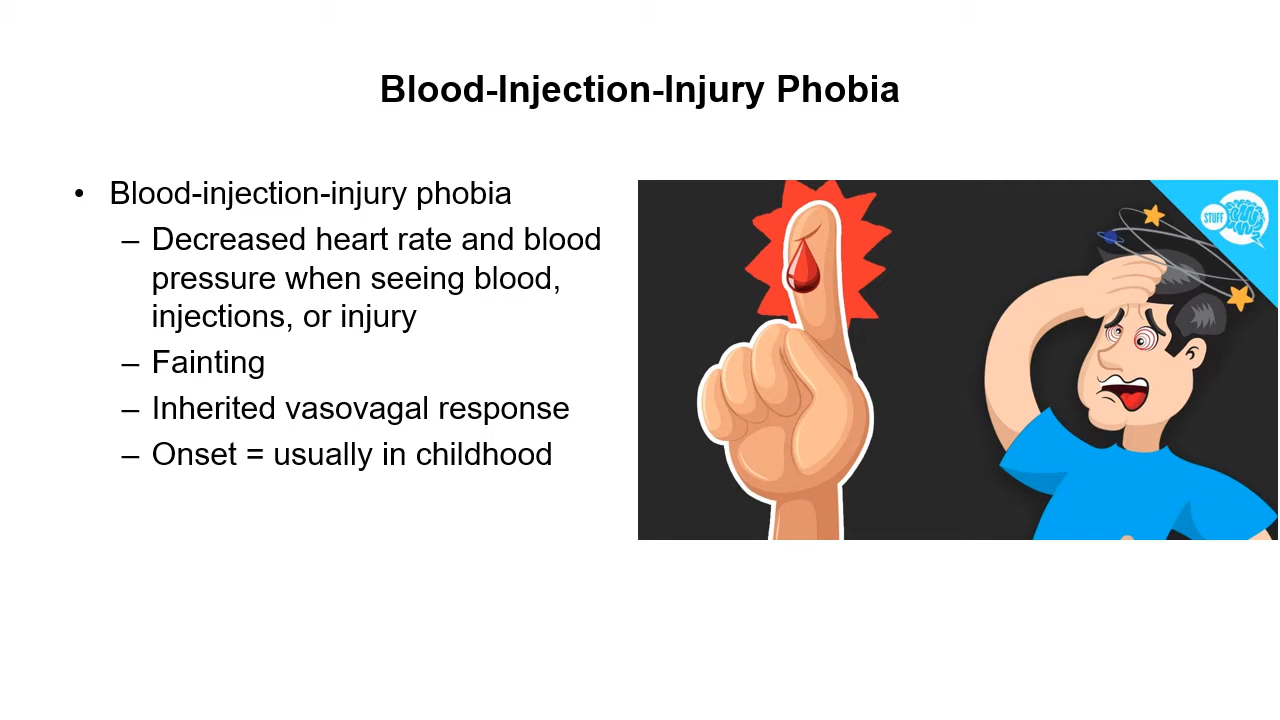 Blood-Injection-Injury Phobia
• Blood-injection-injury phobia
– Decreased heart rate and blood
pressure when seeing blood,
injections, or injury
– Fainting
– Inherited vasovagal response
– Onset = usually in childhood
STUFF